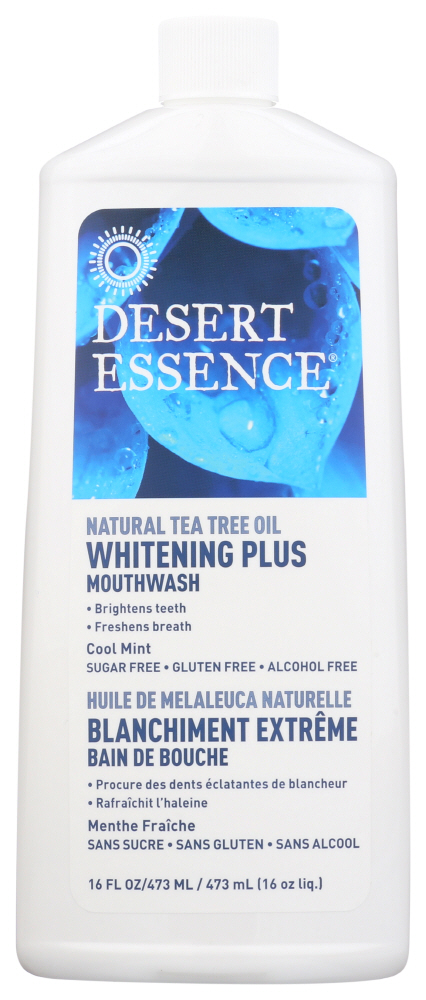 DESERT
ESSENCE®
NATURAL TEA TREE OIL
WHITENING PLUS
MOUTHWASH
• Brightens teeth
• Freshens breath
Cool Mint
SUGAR FREE • GLUTEN FREE • ALCOHOL FREE
HUILE DE MELALEUCA NATURELLE
BLANCHIMENT EXTRÊME
BAIN DE BOUCHE
• Procure des dents éclatantes de blancheur
• Rafraîchit l'haleine
Menthe Fraîche
SANS SUCRE • SANS GLUTEN • SANS ALCOOL
16 FL OZ/473 ML / 473 mL (16 oz liq.)